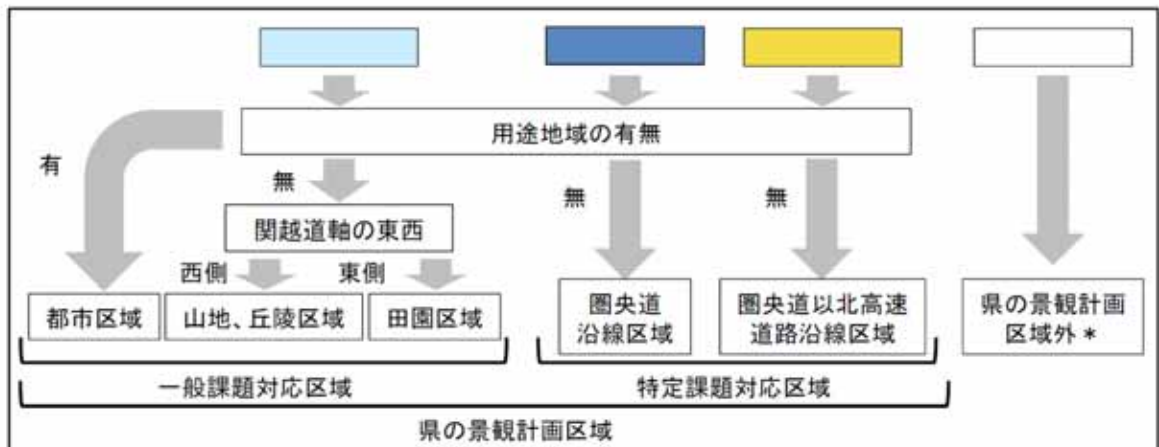 用途地域の有無
有
無
無
無
関越道軸の東西
西側
東側
都市区域
山地、丘陵区域
田園区域
圏央道
沿線区域
圏央道以北高速
道路沿線区域
県の景観計画
区域外*
一般課題対応区域
特定課題対応区域
県の景観計画区域